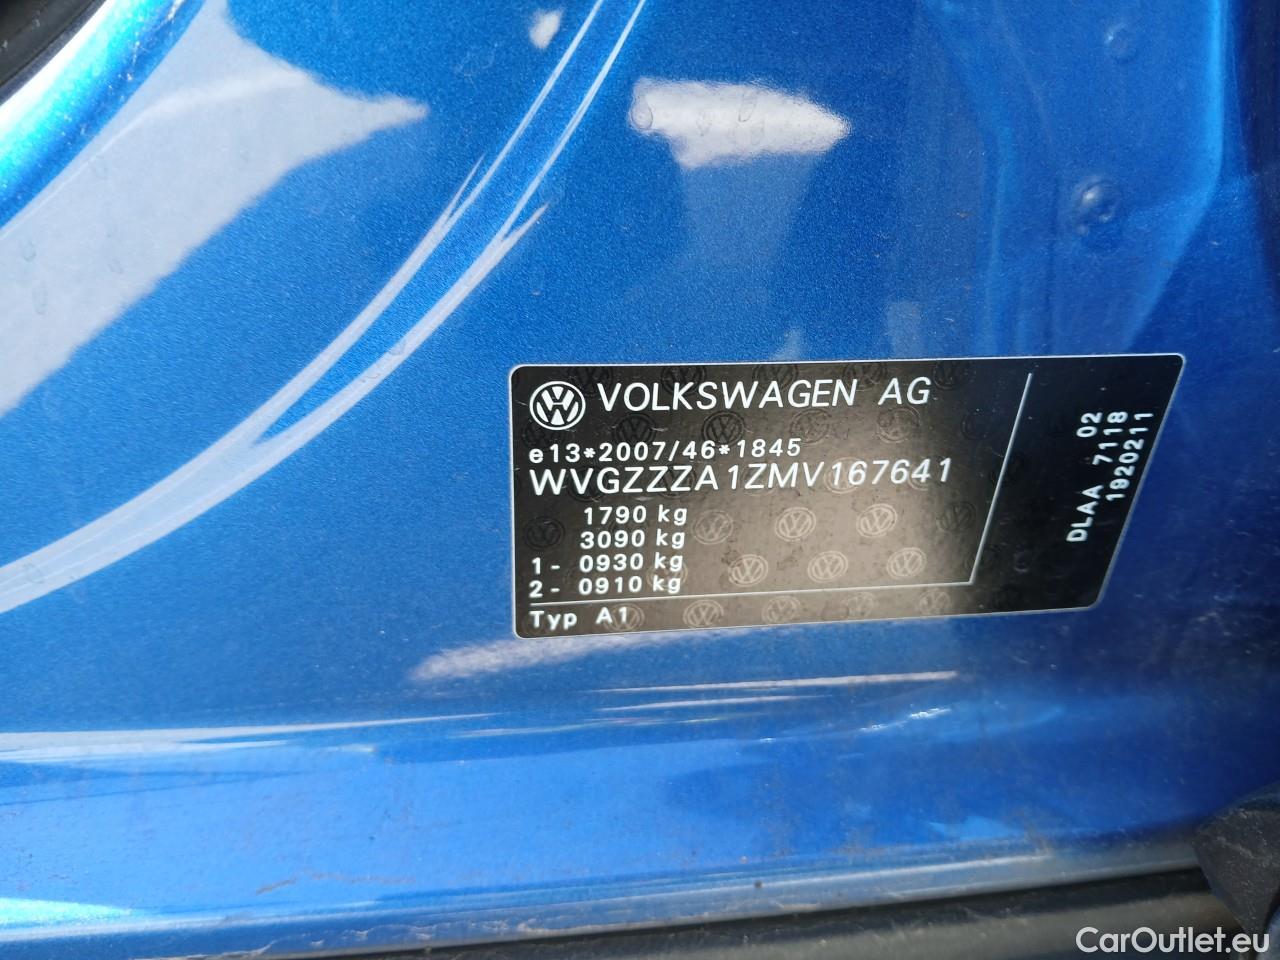 VOLKSWAGEN AG
e13*2007/46*1845
WVGZZZA1ZMV167641
1790 kg
3090 kg
1- 0930 kg
2- 0910 kg
Typ A1
02
DLAA 7118
1920211
CarOutlet.eu